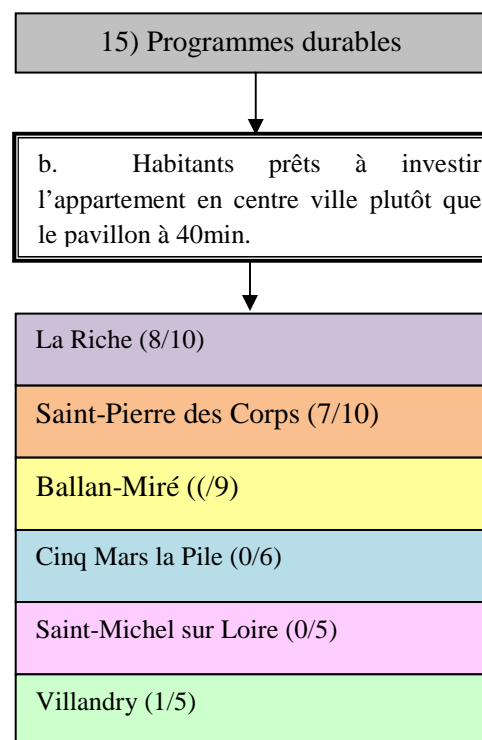 15) Programmes durables
b. Habitants prêts à investir
l’appartement en centre ville plutôt que
le pavillon à 40min.
La Riche (8/10)
Saint-Pierre des Corps (7/10)
Ballan-Miré ((/9)
Cinq Mars la Pile (0/6)
Saint-Michel sur Loire (0/5)
Villandry (1/5)